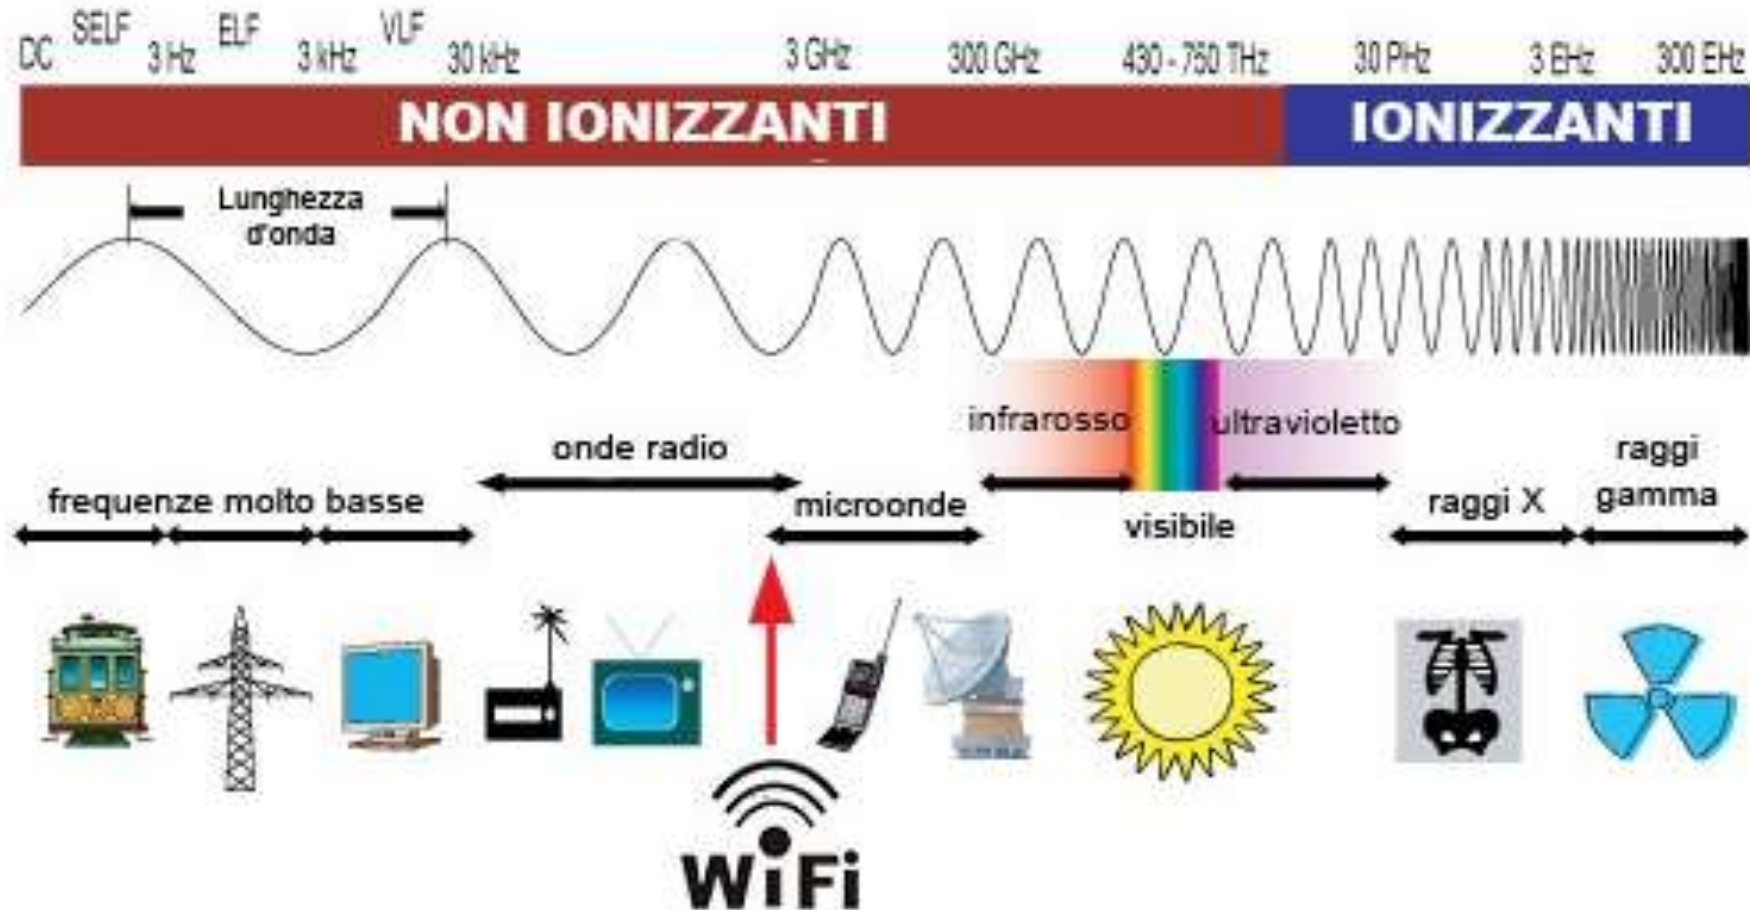 DC SELF 3 Hz ELF 3 kHz VLF 30 kHz 3 GHz 300 GHz 430 - 750 THz 30 PHz 3 EHz 300 EHz
NON IONIZZANTI IONIZZANTI
Lunghezza
d'onda
infrarosso ultravioletto
onde radio
raggi
gamma
frequenze molto basse
microonde
raggi X
visibile
WiFi